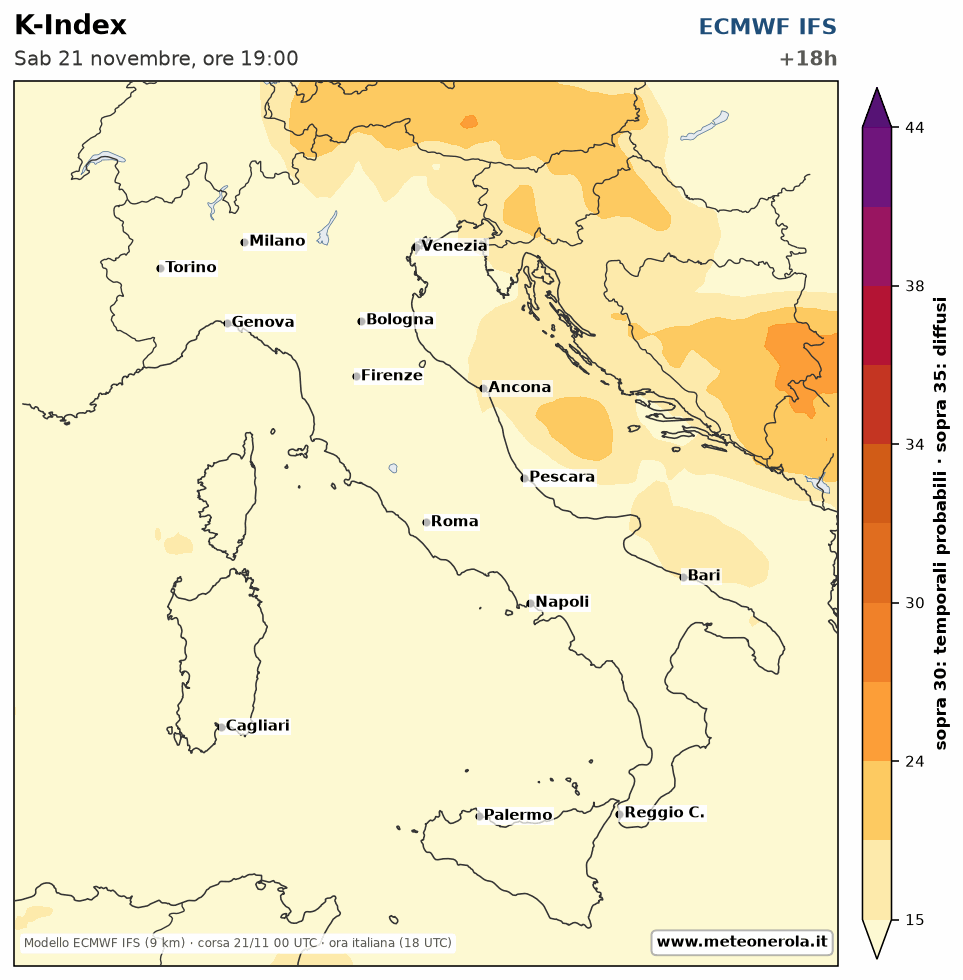 K-Index
ECMWF IFS
Sab 21 novembre, ore 19:00
+18h
Milano
Venezia
Torino
Genova
Bologna
Firenze
Ancona
Pescara
Roma
Bari
Napoli
Cagliari
Palermo
Reggio C.
Modello ECMWF IFS (9 km) · corsa 21/11 00 UTC · ora italiana (18 UTC)
www.meteonerola.it
44
38
34
30
24
15
sopra 30: temporali probabili · sopra 35: diffusi